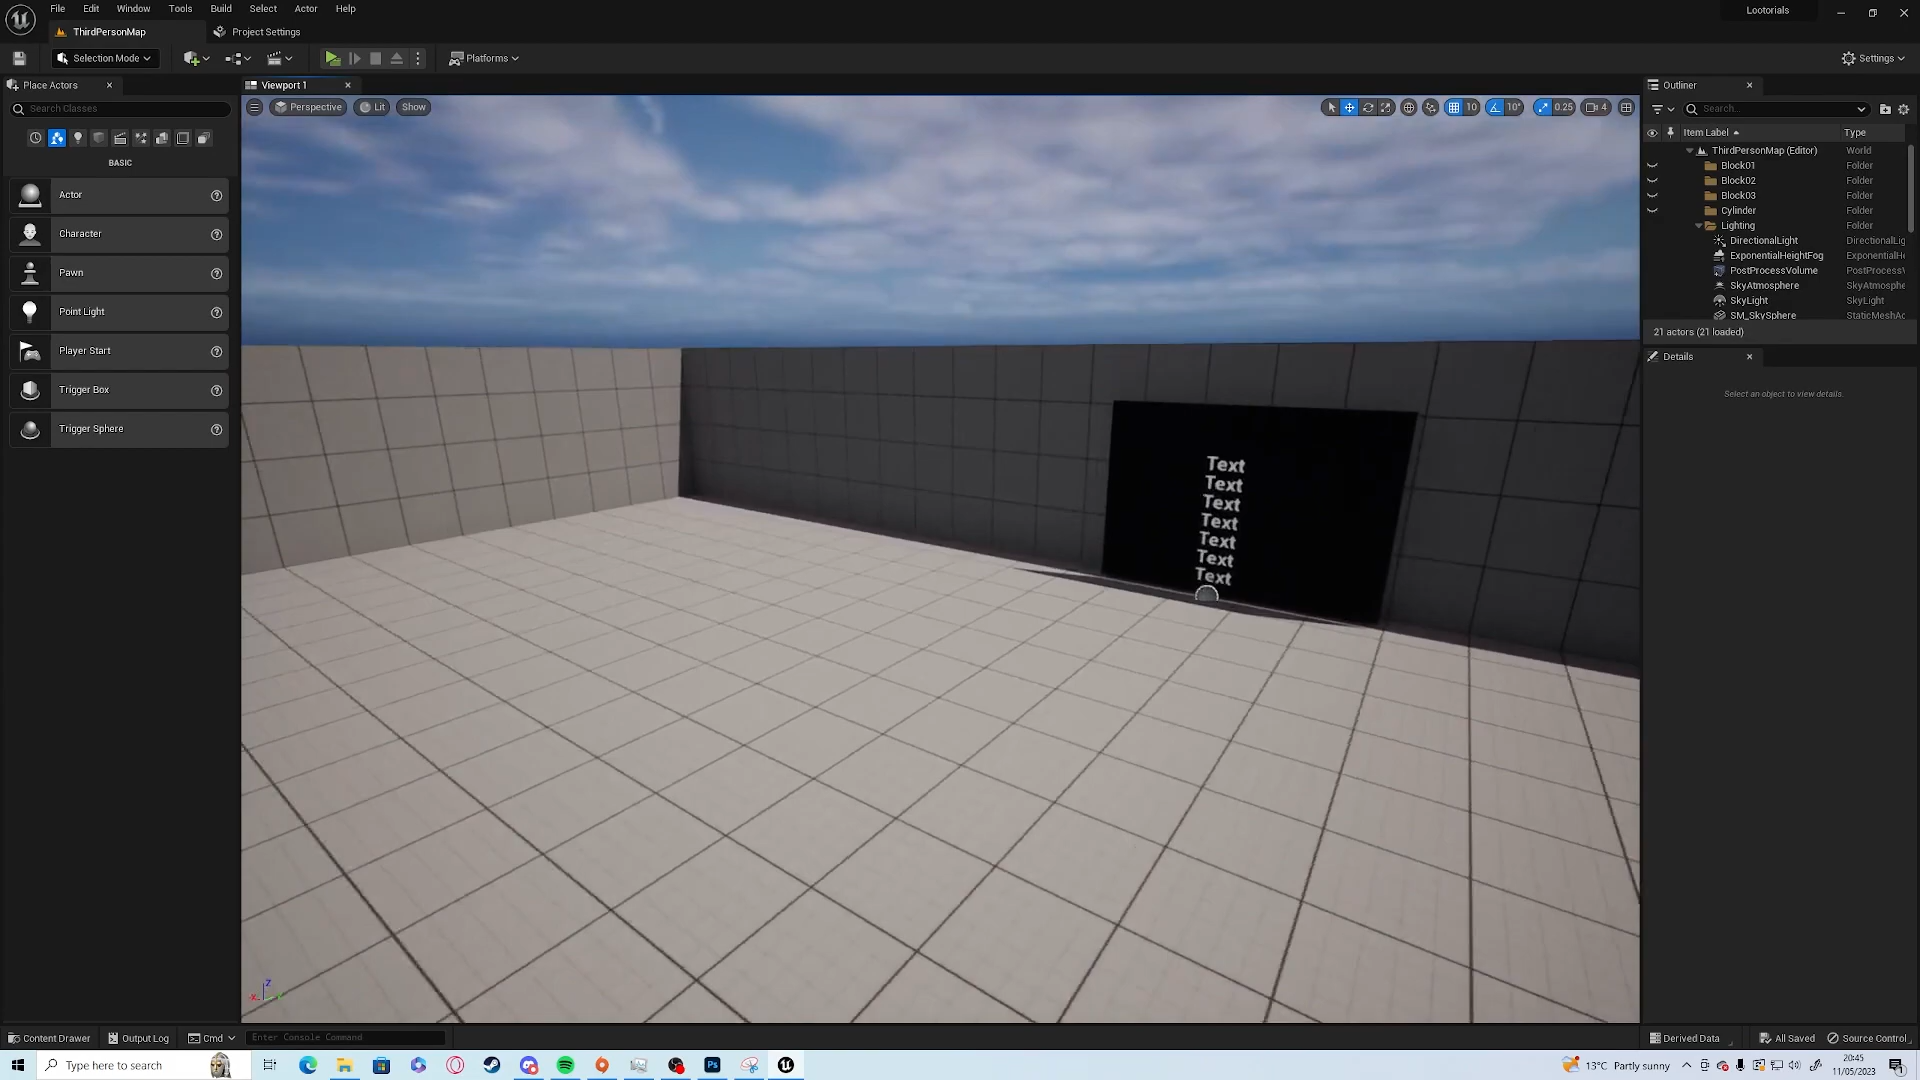 File Edit Window Tools Build Select Actor Help
Lootorials
ThirdPersonMap
Project Settings
Selection Mode
Platforms
Settings
Place Actors
Search Classes
BASIC
Actor
Character
Pawn
Point Light
Player Start
Trigger Box
Trigger Sphere
Viewport 1
Perspective Lit Show
10 10° 0.25 4
Text
Text
Text
Text
Text
Text
Text
X Z
Outliner
Search...
Item Label Type
ThirdPersonMap (Editor) World
Block01 Folder
Block02 Folder
Block03 Folder
Cylinder Folder
Lighting Folder
DirectionalLight DirectionalLig
ExponentialHeightFog ExponentialHe
PostProcessVolume PostProcessV
SkyAtmosphere SkyAtmosphe
SkyLight SkyLight
SM_SkySphere StaticMeshAc
21 actors (21 loaded)
Details
Select an object to view details.
Content Drawer Output Log Cmd Enter Console Command
Derived Data All Saved Source Control
Type here to search
Ps
13°C Partly sunny
20:45
11/05/2023